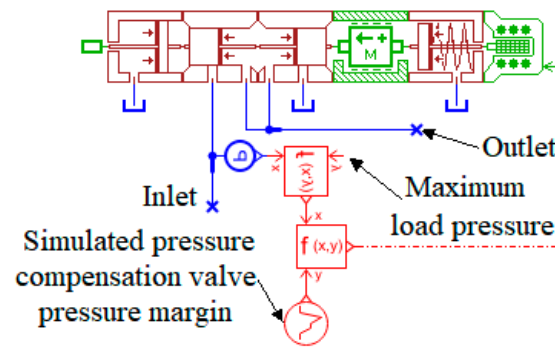 M
Outlet
Inlet
b
f(x,y)
x
y
Maximum
load pressure
x
f(x,y)
y
Simulated pressure
compensation valve
pressure margin